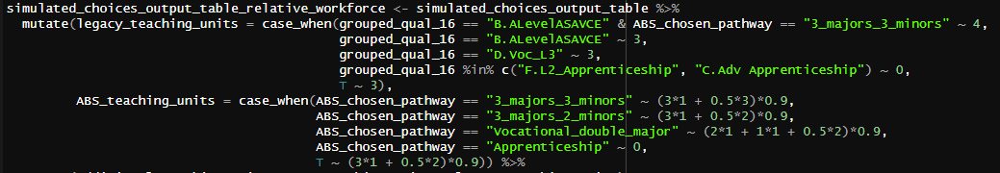 simulated_choices_output_table_relative_workforce <- simulated_choices_output_table %>%
mutate(legacy_teaching_units = case_when(grouped_qual_16 == "B.ALevelASAVCE" & ABS_chosen_pathway == "3_majors_3_minors" ~ 4,
grouped_qual_16 == "B.ALevelASAVCE" ~ 3,
grouped_qual_16 == "D.Voc_L3" ~ 3,
grouped_qual_16 %in% c("F.L2_Apprenticeship", "C.Adv Apprenticeship") ~ 0,
T ~ 3),
ABS_teaching_units = case_when(ABS_chosen_pathway == "3_majors_3_minors" ~ (3*1 + 0.5*3)*0.9,
ABS_chosen_pathway == "3_majors_2_minors" ~ (3*1 + 0.5*2)*0.9,
ABS_chosen_pathway == "Vocational_double_major" ~ (2*1 + 1*1 + 0.5*2)*0.9,
ABS_chosen_pathway == "Apprenticeship" ~ 0,
T ~ (3*1 + 0.5*2)*0.9)) %>%